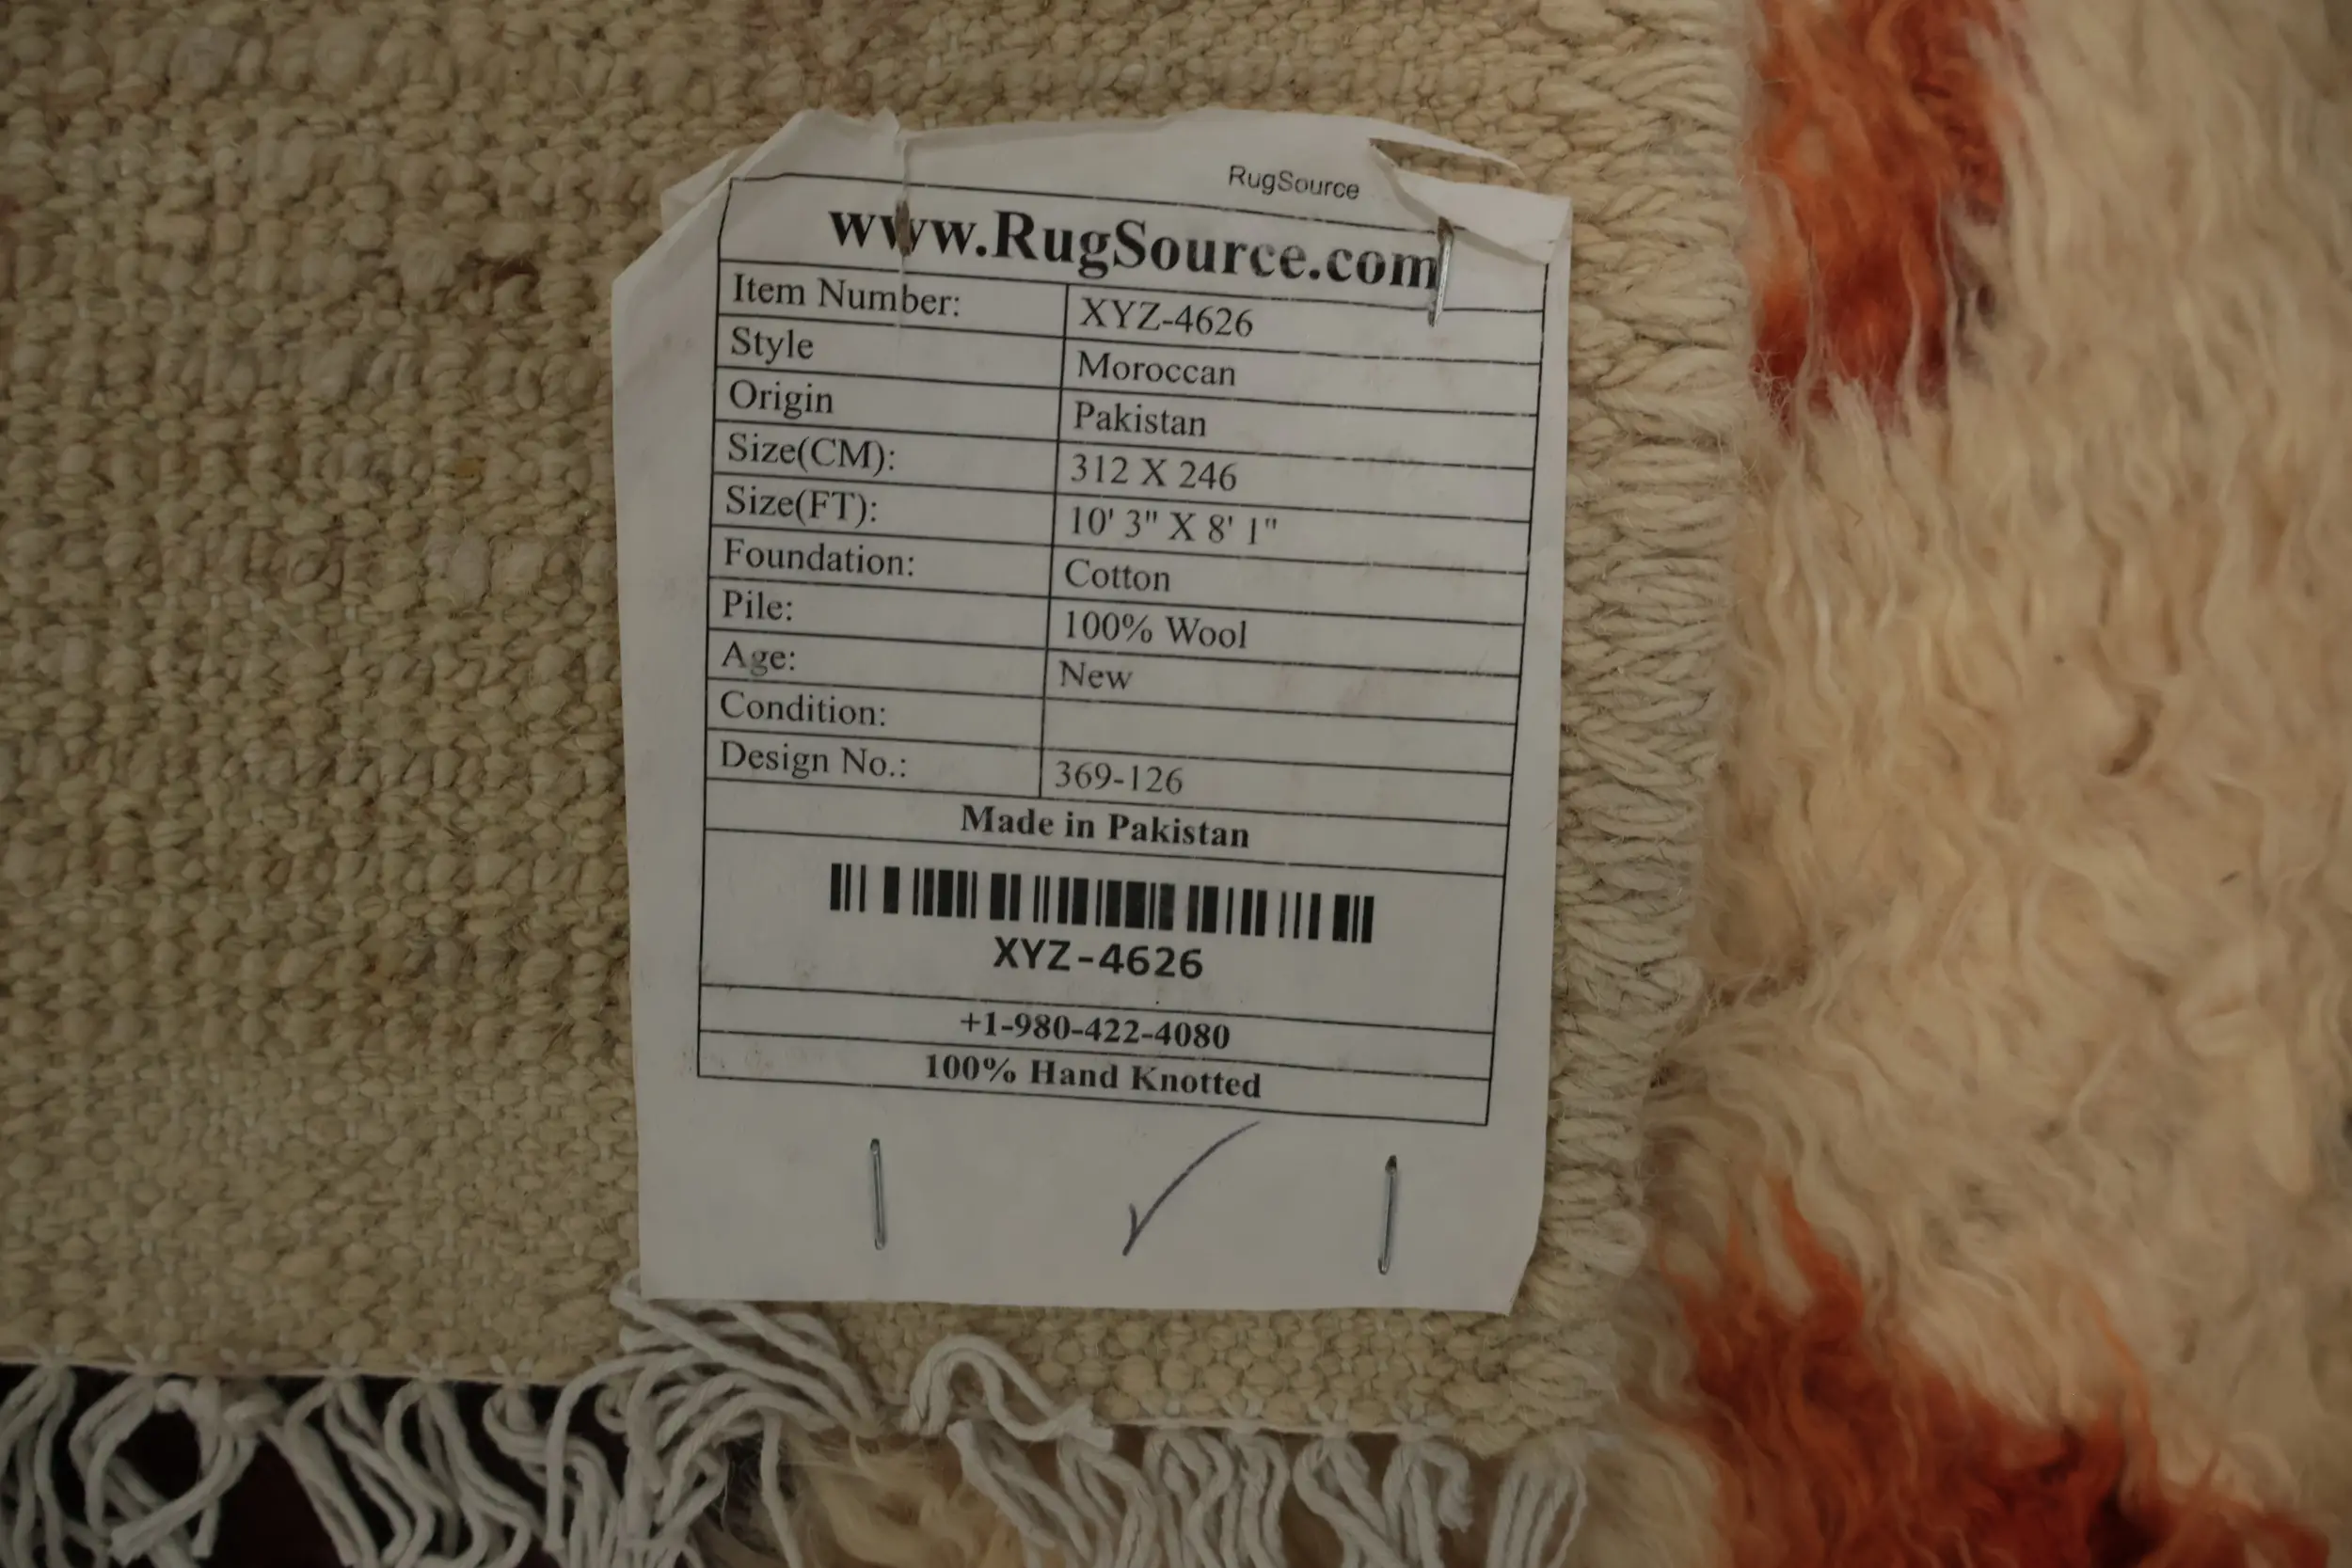 RugSource
www.RugSource.com
Item Number: XYZ-4626
Style Moroccan
Origin Pakistan
Size(CM): 312 X 246
Size(FT): 10' 3" X 8' 1"
Foundation: Cotton
Pile: 100% Wool
Age: New
Condition:
Design No.: 369-126
Made in Pakistan
XYZ-4626
+1-980-422-4080
100% Hand Knotted